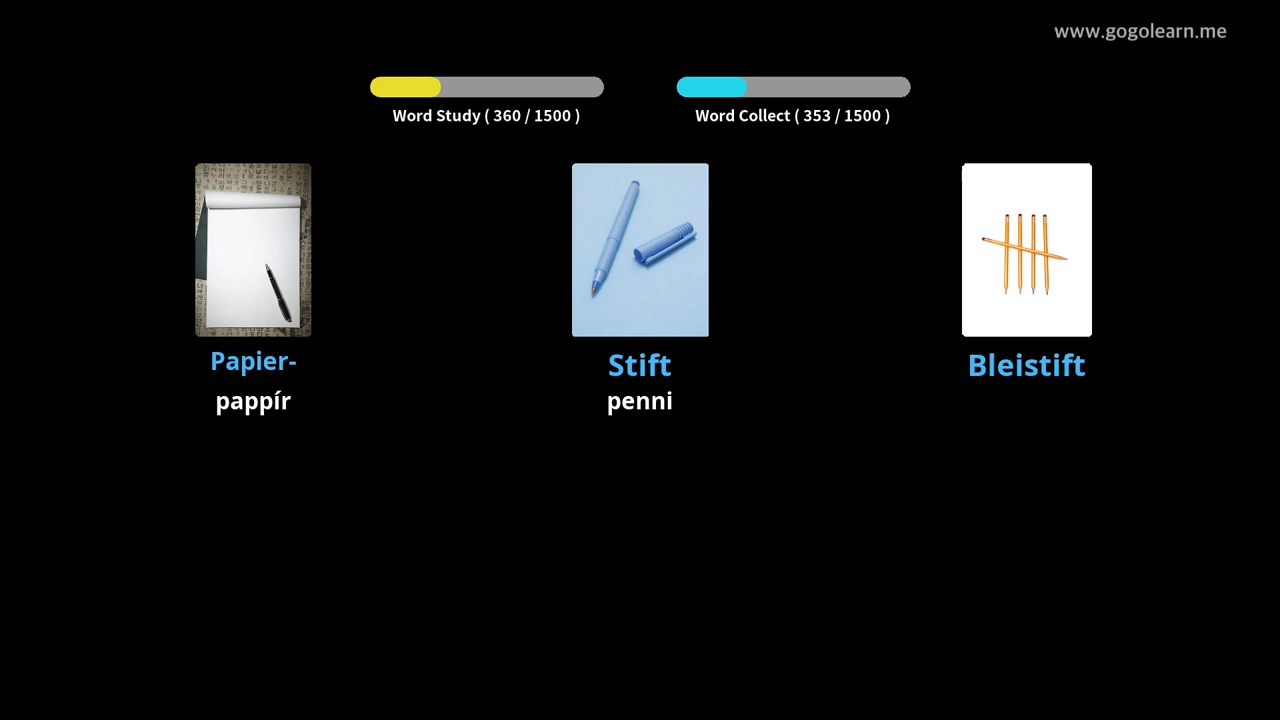 www.gogolearn.me
Word Study ( 360 / 1500 )
Word Collect ( 353 / 1500 )
Papier-
pappír
Stift
penni
Bleistift